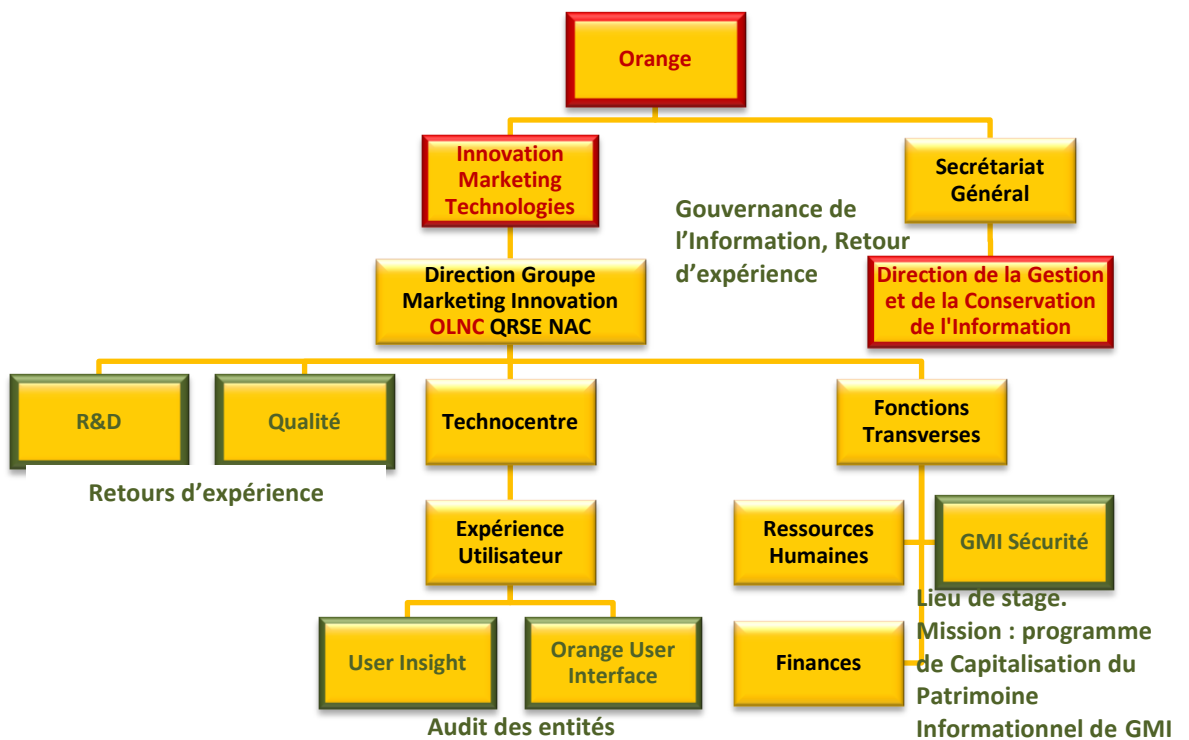 Orange
Innovation
Marketing
Technologies
Secrétariat
Général
Gouvernance de
l’Information, Retour
d’expérience
Direction Groupe
Marketing Innovation
OLNC QRSE NAC
Direction de la Gestion
et de la Conservation
de l'Information
R&D
Qualité
Technocentre
Fonctions
Transverses
Retours d’expérience
Expérience
Utilisateur
Ressources
Humaines
GMI Sécurité
User Insight
Orange User
Interface
Finances
Lieu de stage.
Mission : programme
de Capitalisation du
Patrimoine
Informationnel de GMI
Audit des entités